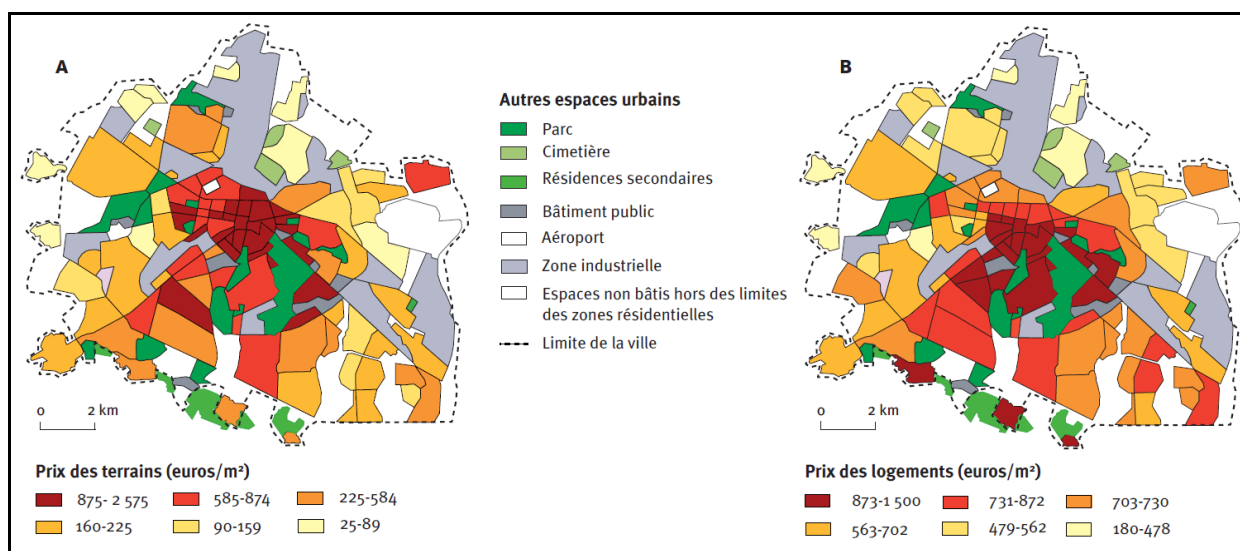 A
B
Autres espaces urbains
Parc
Cimetière
Résidences secondaires
Bâtiment public
Aéroport
Zone industrielle
Espaces non bâtis hors des limites
des zones résidentielles
Limite de la ville
0 2 km
0 2 km
Prix des terrains (euros/m²)
875- 2 575 585-874 225-584
160-225 90-159 25-89
Prix des logements (euros/m²)
873-1 500 731-872 703-730
563-702 479-562 180-478